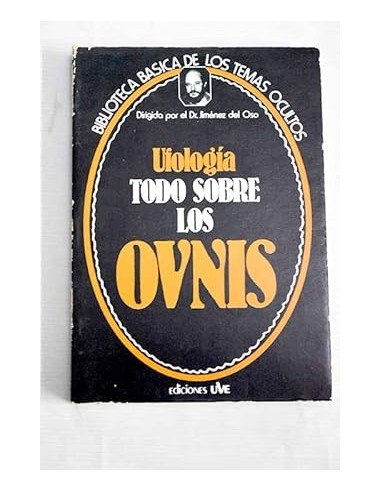 BIBLIOTECA BASICA DE LOS TEMAS OCULTOS
Dirigida por el Dr. Jiménez del Oso
Ufología
TODO SOBRE
LOS
OVNIS
EDICIONES UVE